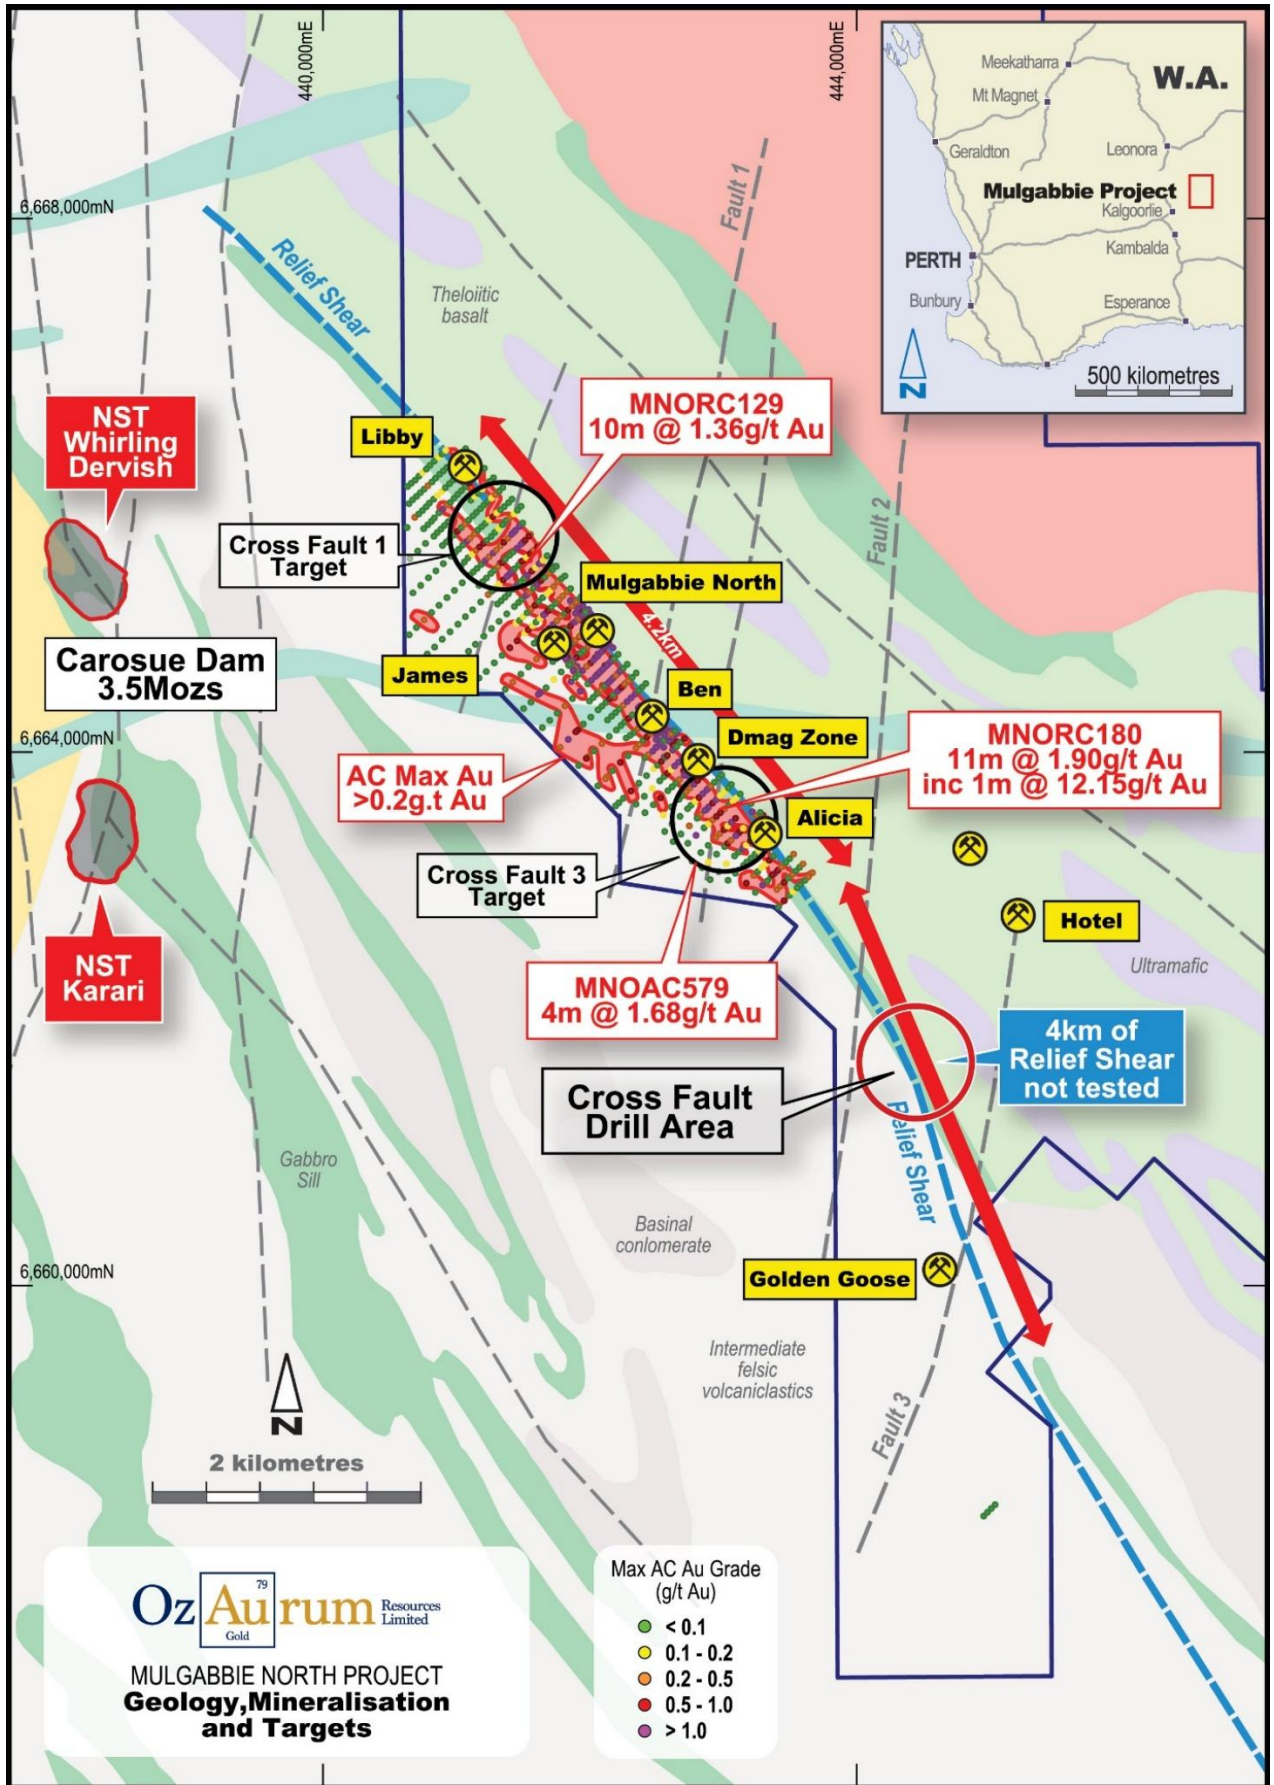 440,000mE
444,000mE
Meekatharra
W.A.
Mt Magnet
Geraldton
Leonora
Mulgabbie Project
Kalgoorlie
PERTH
Kambalda
Bunbury
Esperance
N
500 kilometres
6,668,000mN
Fault 1
Relief Shear
Theloiitic
basalt
NST
Whirling
Dervish
Libby
MNORC129
10m @ 1.36g/t Au
Fault 2
Cross Fault 1
Target
Mulgabbie North
4.2km
Carosue Dam
3.5Mozs
James
Ben
Dmag Zone
6,664,000mN
AC Max Au
>0.2g.t Au
MNORC180
11m @ 1.90g/t Au
inc 1m @ 12.15g/t Au
Alicia
Cross Fault 3
Target
Hotel
NST
Karari
MNOAC579
4m @ 1.68g/t Au
Ultramafic
4km of
Relief Shear
not tested
Cross Fault
Drill Area
Relief Shear
Gabbro
Sill
Basinal
conlomerate
6,660,000mN
Golden Goose
Intermediate
felsic
volcaniclastics
Fault 3
N
2 kilometres
Oz Au rum Resources
Limited
79
Gold
MULGABBIE NORTH PROJECT
Geology,Mineralisation
and Targets
Max AC Au Grade
(g/t Au)
< 0.1
0.1 - 0.2
0.2 - 0.5
0.5 - 1.0
> 1.0